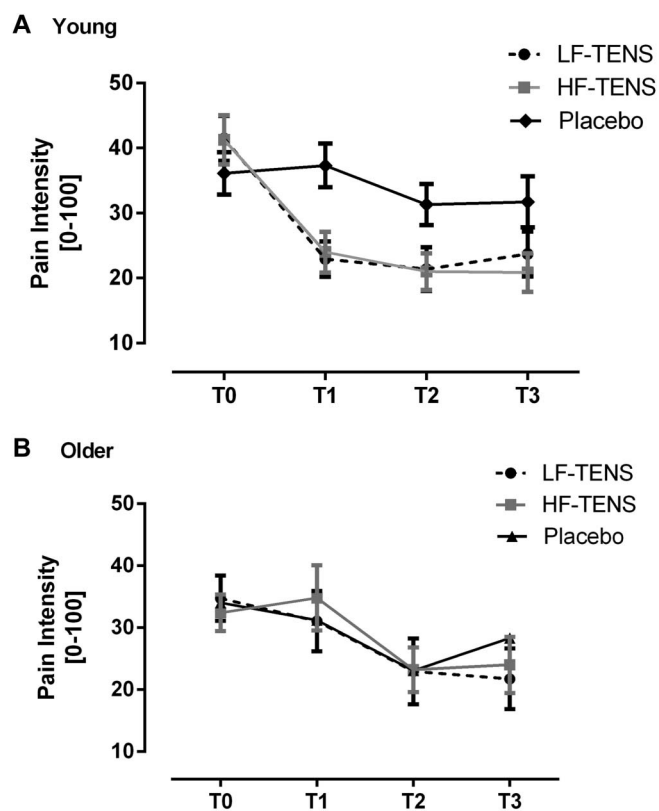 A Young
LF-TENS
HF-TENS
Placebo
50
40
30
20
10
Pain Intensity
[0-100]
T0 T1 T2 T3
B Older
LF-TENS
HF-TENS
Placebo
50
40
30
20
10
Pain Intensity
[0-100]
T0 T1 T2 T3